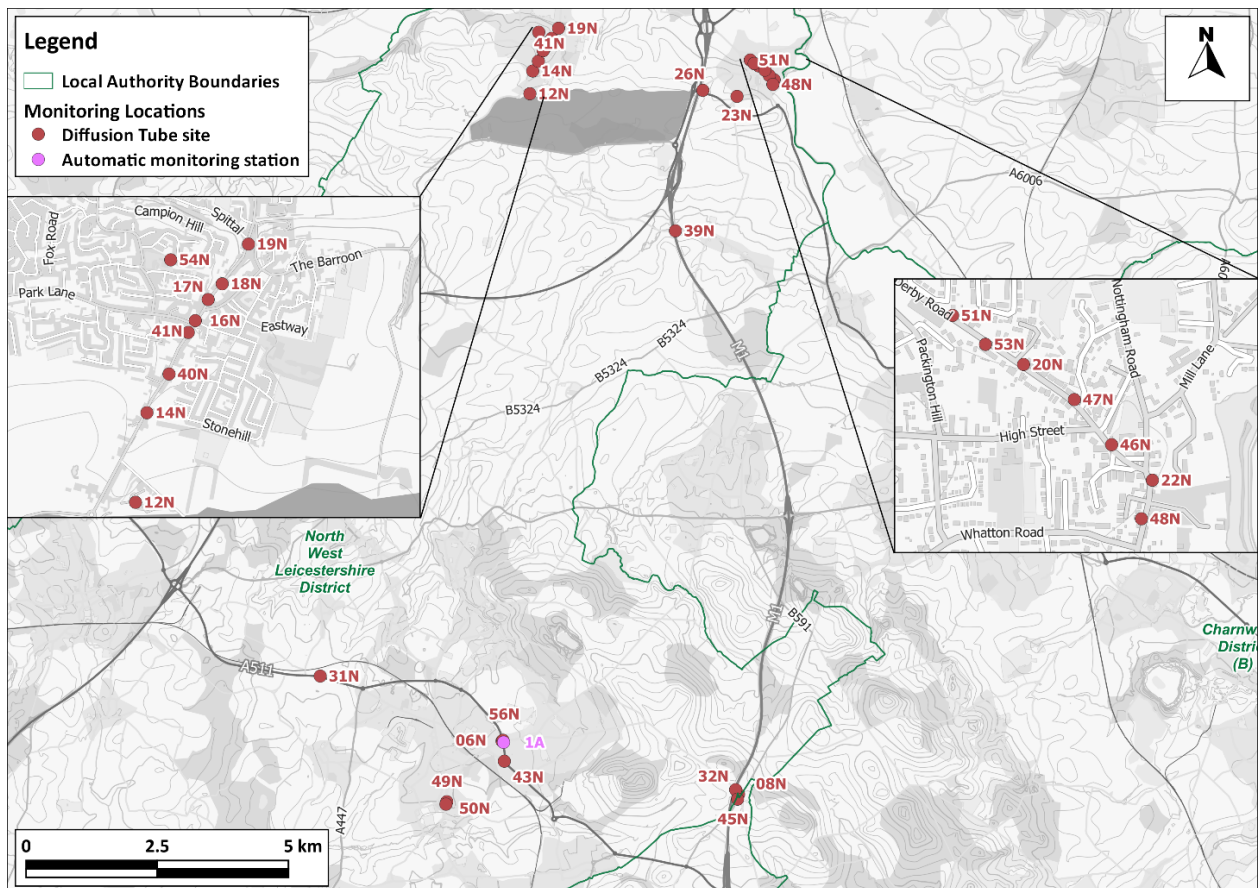 Legend
Local Authority Boundaries
Monitoring Locations
Diffusion Tube site
Automatic monitoring station
N
19N
41N
14N
12N
26N
51N
48N
23N
A6006
39N
M1
B5324
B5324
B5324
Fox Road
Campion Hill
Spittal
19N
54N
The Barroon
17N
18N
Park Lane
16N
Eastway
41N
40N
14N
Stonehill
12N
Derby Road
51N
Nottingham Road
53N
20N
Packington Hill
Mill Lane
47N
High Street
46N
22N
48N
Whatton Road
North
West
Leicestershire
District
M1
B591
Charnw
Distri
(B)
A511
31N
56N
06N
1A
43N
49N
50N
32N
08N
45N
A447
0
2.5
5 km